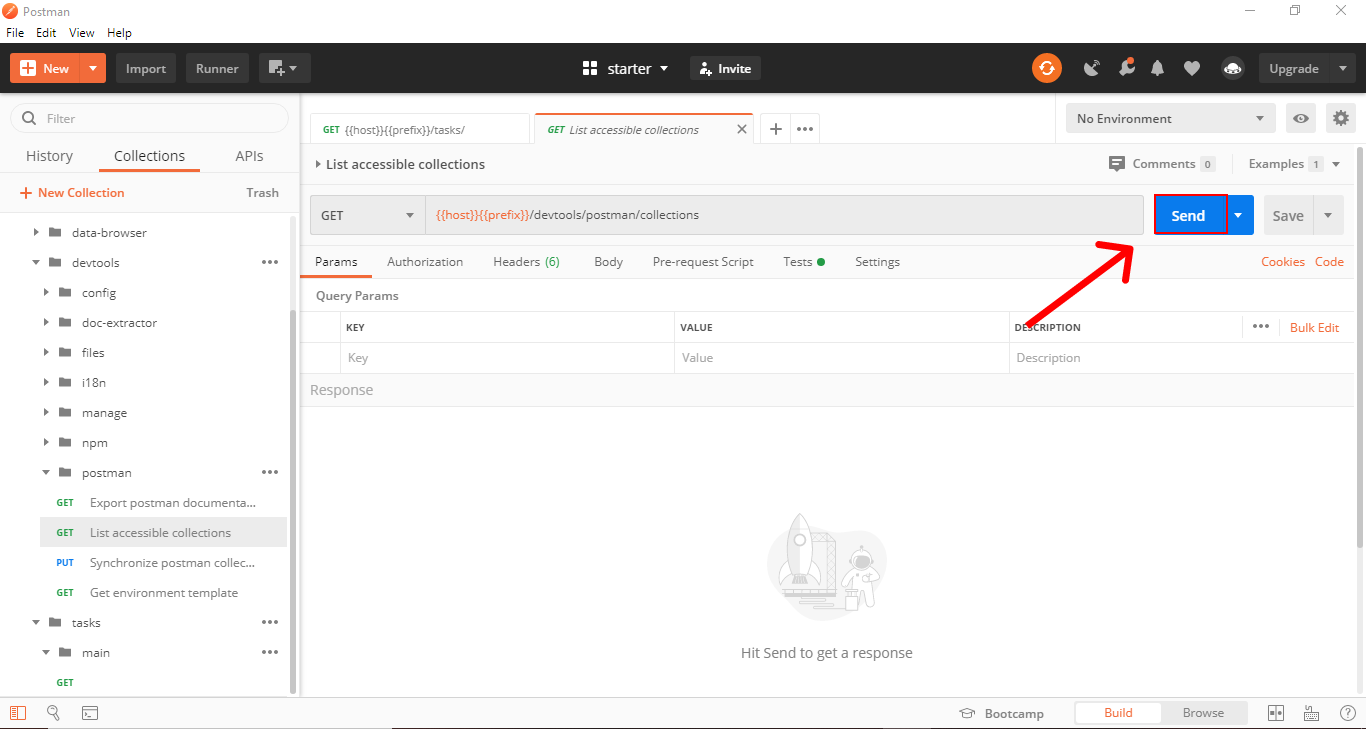 Postman
File Edit View Help
New Import Runner starter Invite Upgrade
Filter
History Collections APIs
New Collection Trash
data-browser
devtools
config
doc-extractor
files
i18n
manage
npm
postman
GET Export postman documenta...
GET List accessible collections
PUT Synchronize postman collec...
GET Get environment template
tasks
main
GET
GET {{host}}{{prefix}}/tasks/
GET List accessible collections
No Environment
List accessible collections
Comments 0
Examples 1
GET {{host}}{{prefix}}/devtools/postman/collections
Send Save
Params Authorization Headers (6) Body Pre-request Script Tests Settings
Cookies Code
Query Params
KEY VALUE DESCRIPTION
Bulk Edit
Key Value Description
Response
Hit Send to get a response
Bootcamp Build Browse